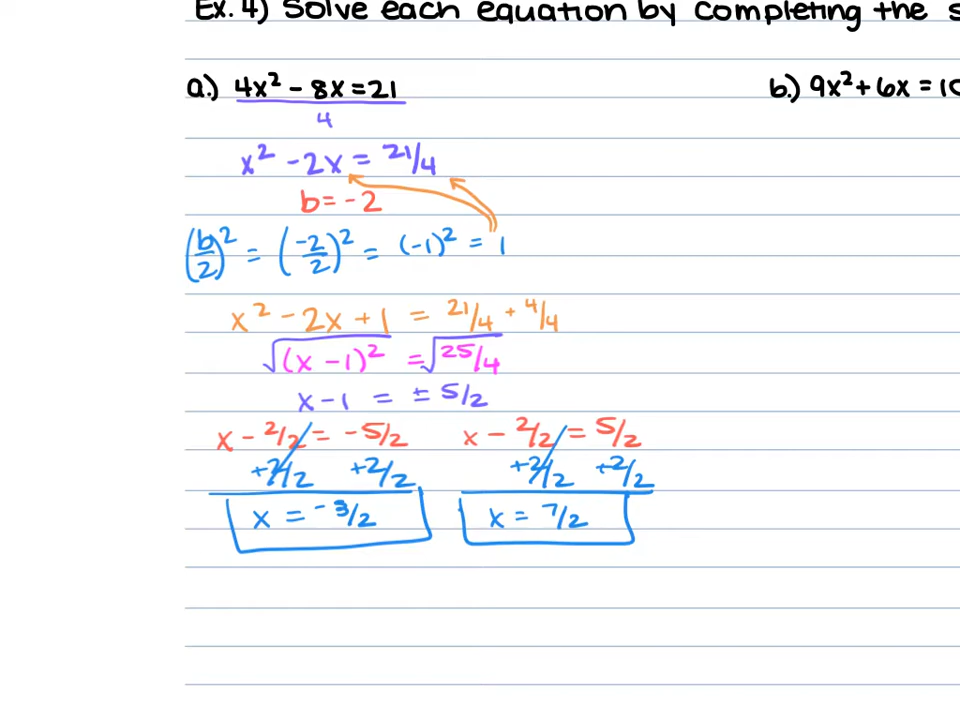 Ex. 4) Solve each equation by completing the
a.) 4x² - 8x = 21
4
b.) 9x² + 6x =
x² - 2x = 21/4
b = -2
(b/2)² = (-2/2)² = (-1)² = 1
x² - 2x + 1 = 21/4 + 4/4
√(x - 1)² = √25/4
x - 1 = ± 5/2
x - 2/2 = -5/2
+2/2 +2/2
x = -3/2
x - 2/2 = 5/2
+2/2 +2/2
x = 7/2